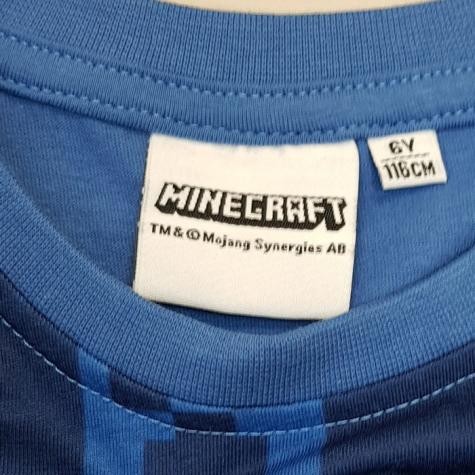 MINECRAFT
TM & © Mojang Synergies AB
6Y
116CM